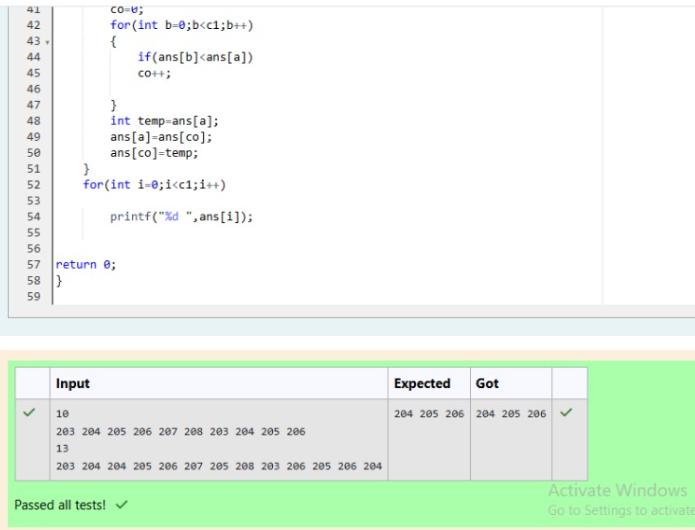 41 co=0;
42 for(int b=0;b<c1;b++)
43 {
44 if(ans[b]<ans[a])
45 co++;
46
47 }
48 int temp=ans[a];
49 ans[a]=ans[co];
50 ans[co]=temp;
51 }
52 for(int i=0;i<c1;i++)
53
54 printf("%d ",ans[i]);
55
56
57 return 0;
58 }
59
Input Expected Got
10 204 205 206 204 205 206
203 204 205 206 207 208 203 204 205 206
13
203 204 204 205 206 207 205 208 203 206 205 206 204
Passed all tests!
Activate Windows
Go to Settings to activate